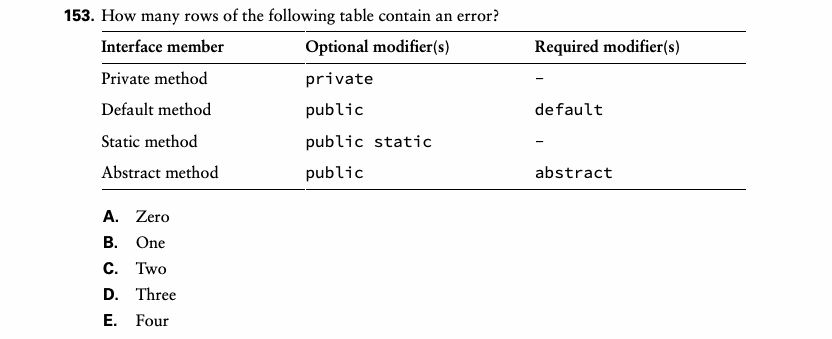 153. How many rows of the following table contain an error?
Interface member Optional modifier(s) Required modifier(s)
Private method private –
Default method public default
Static method public static –
Abstract method public abstract
A. Zero
B. One
C. Two
D. Three
E. Four